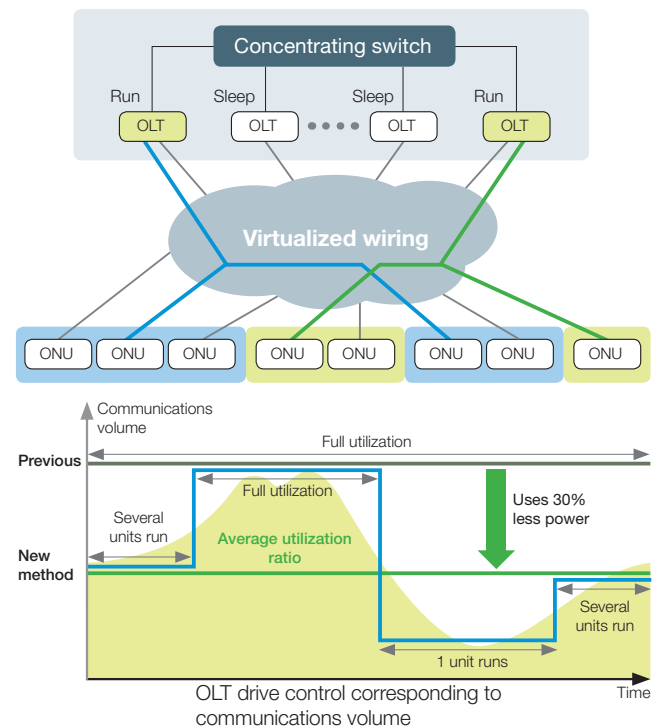 Concentrating switch
Run
Sleep
Sleep
Run
OLT
OLT
OLT
OLT
Virtualized wiring
ONU
ONU
ONU
ONU
ONU
ONU
ONU
ONU
Communications
volume
Full utilization
Previous
Full utilization
Uses 30%
less power
Several
units run
Average utilization
ratio
New
method
Several
units run
1 unit runs
Time
OLT drive control corresponding to
communications volume